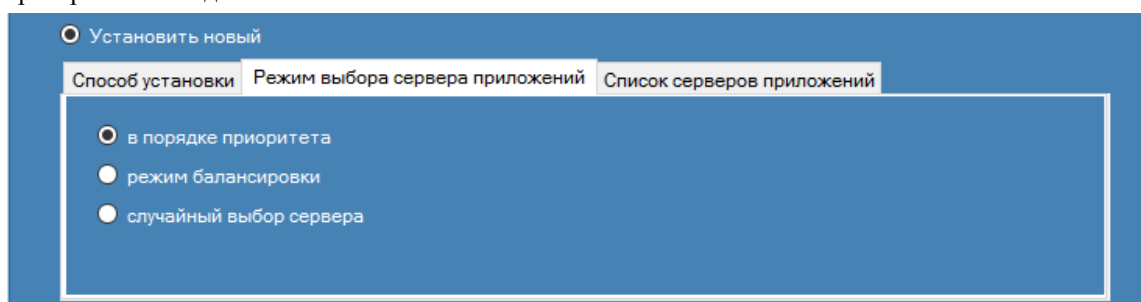 Установить новый
Способ установки Режим выбора сервера приложений Список серверов приложений
в порядке приоритета
режим балансировки
случайный выбор сервера